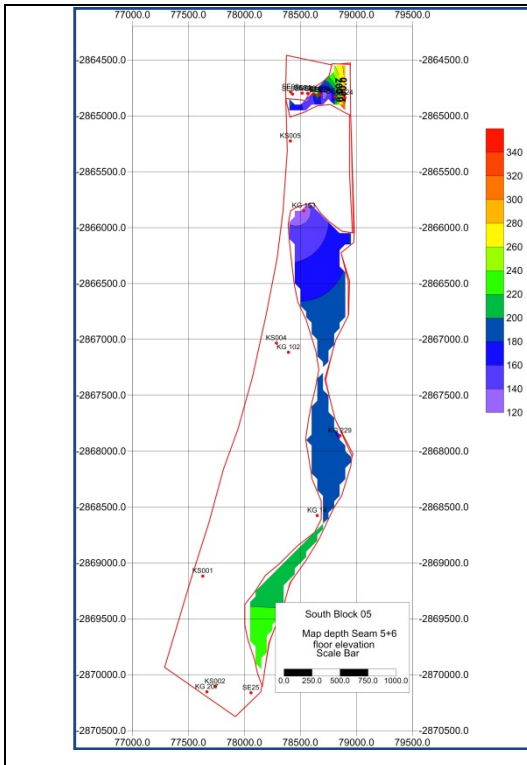 77000.0 77500.0 78000.0 78500.0 79000.0 79500.0
-2864500.0 -2864500.0
-2865000.0 -2865000.0
KS005
-2865500.0 -2865500.0
340
320
-2866000.0 -2866000.0
300
280
260
-2866500.0 -2866500.0
240
220
-2867000.0 -2867000.0
200
KS004
KG 102
180
160
-2867500.0 -2867500.0
140
120
KG 229
-2868000.0 -2868000.0
-2868500.0 -2868500.0
-2869000.0 -2869000.0
KS001
-2869500.0 -2869500.0
South Block 05
Map depth Seam 5+6
floor elevation
Scale Bar
-2870000.0 -2870000.0
0.0 250.0 500.0 750.0 1000.0
KS002
SE25
-2870500.0 -2870500.0
77000.0 77500.0 78000.0 78500.0 79000.0 79500.0